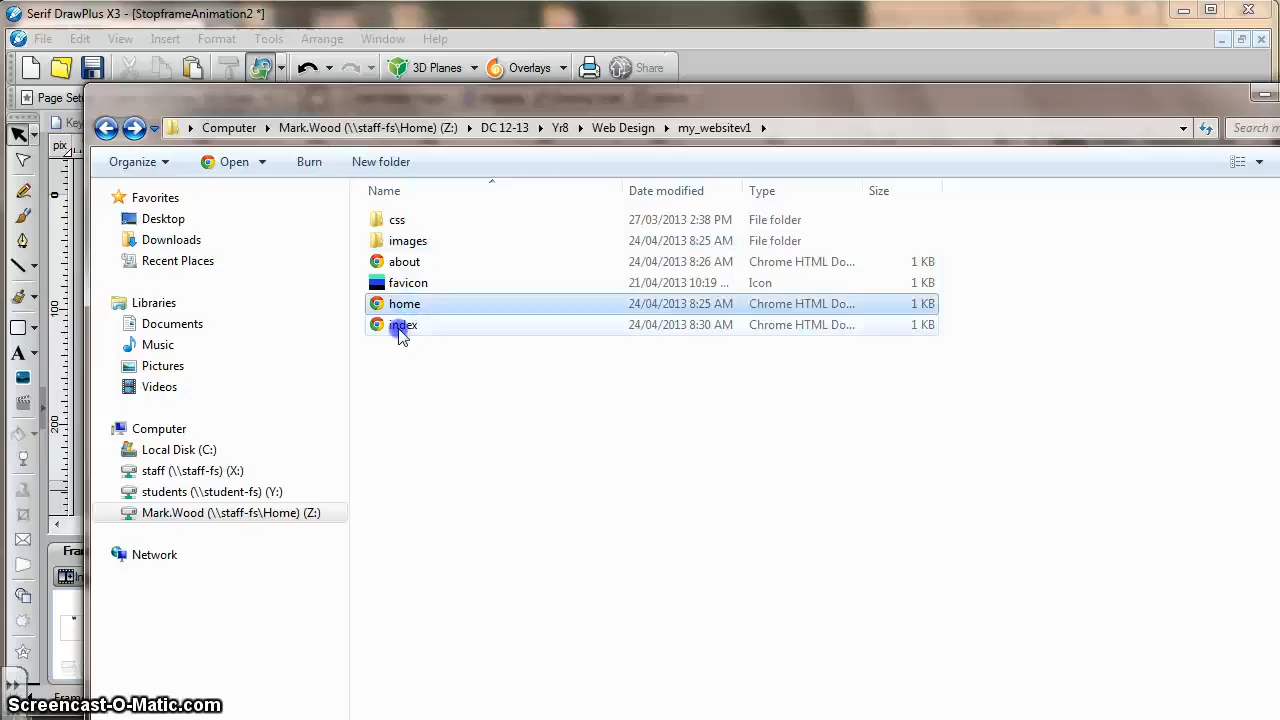 Serif DrawPlus X3 - [StopframeAnimation2 *]
File Edit View Insert Format Tools Arrange Window Help
3D Planes Overlays Share
Page Set
Key
pix
Computer Mark.Wood (\\staff-fs\Home) (Z:) DC 12-13 Yr8 Web Design my_websitev1 Search m
Organize Open Burn New folder
Name Date modified Type Size
Favorites
Desktop
Downloads
Recent Places
Libraries
Documents
Music
Pictures
Videos
Computer
Local Disk (C:)
staff (\\staff-fs) (X:)
students (\\student-fs) (Y:)
Mark.Wood (\\staff-fs\Home) (Z:)
Network
css 27/03/2013 2:38 PM File folder
images 24/04/2013 8:25 AM File folder
about 24/04/2013 8:26 AM Chrome HTML Do... 1 KB
favicon 21/04/2013 10:19 ... Icon 1 KB
home 24/04/2013 8:25 AM Chrome HTML Do... 1 KB
index 24/04/2013 8:30 AM Chrome HTML Do... 1 KB
0
200
Fra
Screencast-O-Matic.com